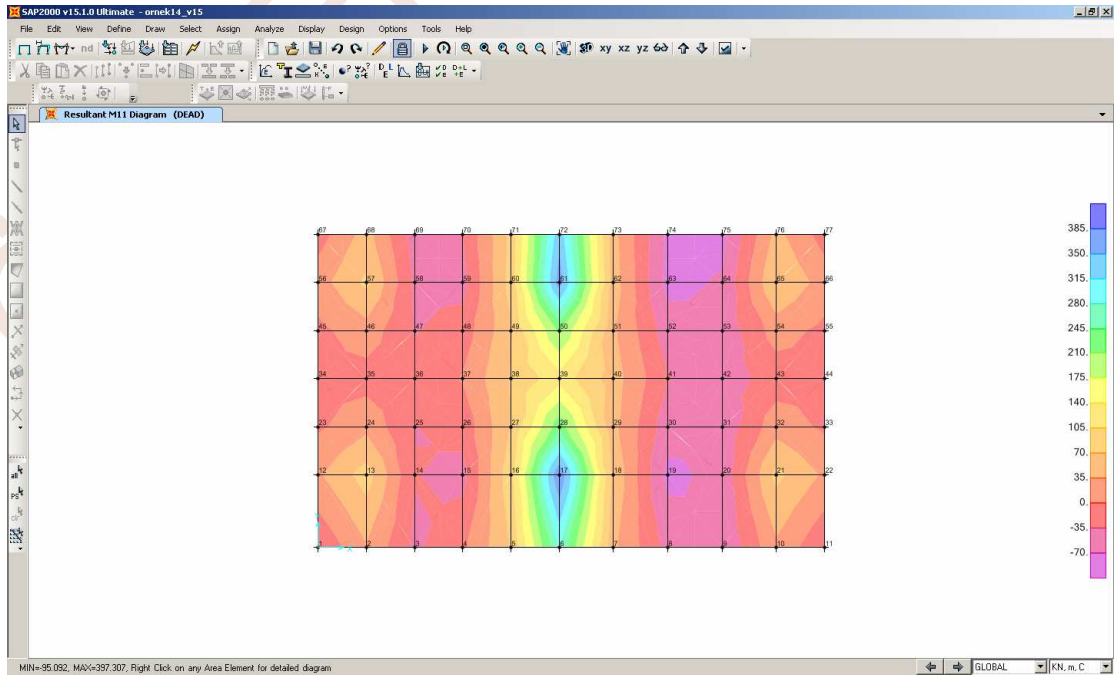 SAP2000 v15.1.0 Ultimate - ornek14_v15
File Edit View Define Draw Select Assign Analyze Display Design Options Tools Help
nd 3D xy xz yz
Resultant M11 Diagram (DEAD)
67 68 69 70 71 72 73 74 75 76 77
56 57 58 59 60 61 62 63 64 65 66
45 46 47 48 49 50 51 52 53 54 55
34 35 36 37 38 39 40 41 42 43 44
23 24 25 26 27 28 29 30 31 32 33
12 13 14 15 16 17 18 19 20 21 22
1 2 3 4 5 6 7 8 9 10 11
385.
350.
315.
280.
245.
210.
175.
140.
105.
70.
35.
0.
-35.
-70.
all
PS
clr
MIN=-95.092, MAX=397.307, Right Click on any Area Element for detailed diagram
GLOBAL
KN, m, C